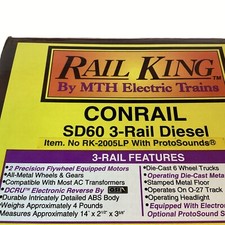 RAIL KING™
By MTH Electric Trains
CONRAIL
SD60 3-Rail Diesel
Item. No RK-2005LP With ProtoSounds®
3-RAIL FEATURES
•2 Precision Flywheel Equipped Motors
•All-Metal Wheels & Gears
•Compatible With Most AC Transformers
•DCRU™ Electronic Reverse By
•Durable Intricately Detailed ABS Body
•Weighs Approximately 4 Pounds
•Measures Approximately 14" x 2
•Die-Cast 6 Wheel Trucks
•Operating Die-Cast Meta
•Stamped Metal Floor
•Operates On O-27 Track
•Operating Headlight
•Equipped With Electro
Optional ProtoSound S